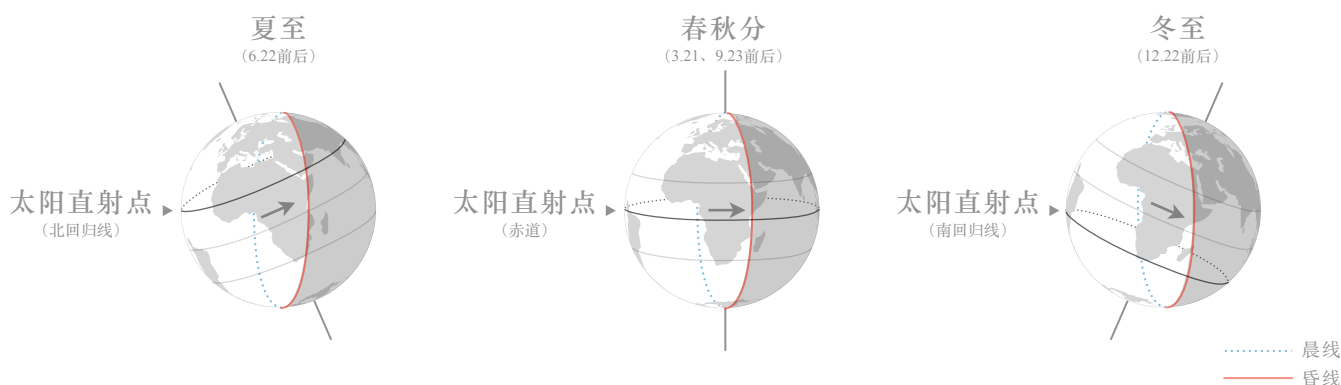 夏至
（6.22前后）
春秋分
（3.21、9.23前后）
冬至
（12.22前后）
太阳直射点
（北回归线）
太阳直射点
（赤道）
太阳直射点
（南回归线）
晨线
昏线